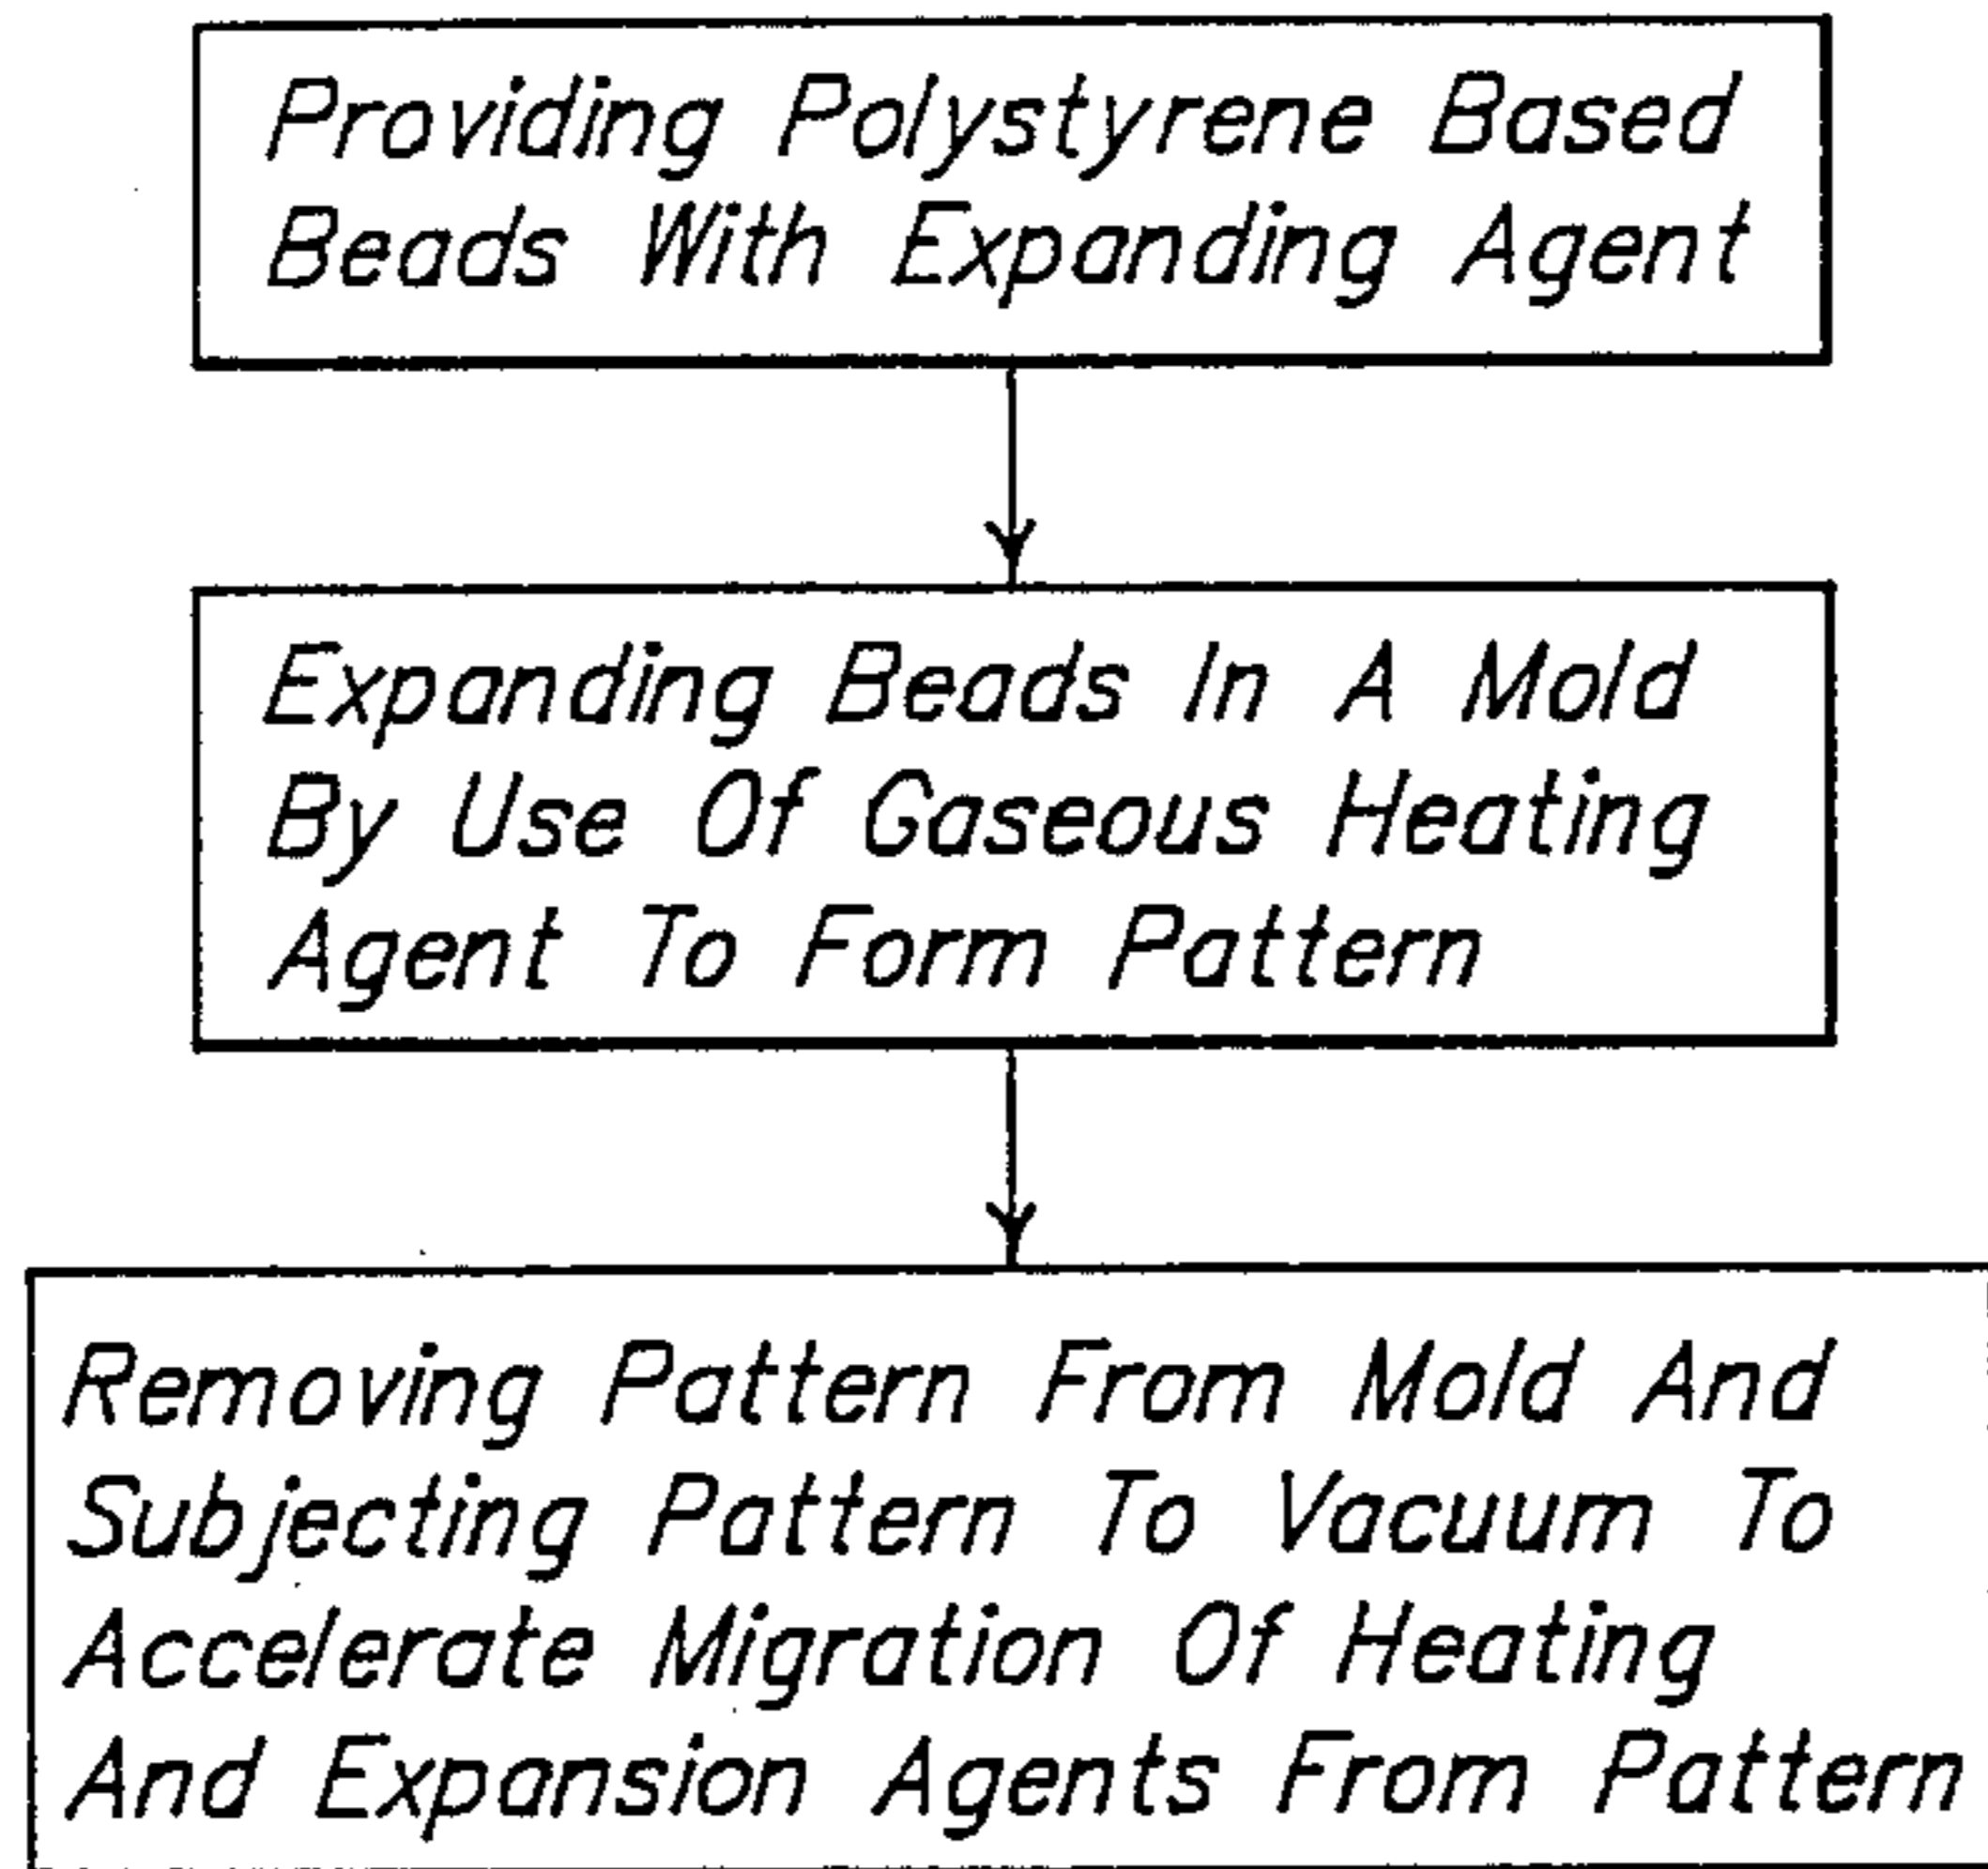 Providing Polystyrene Based
Beads With Expanding Agent
Expanding Beads In A Mold
By Use Of Gaseous Heating
Agent To Form Pattern
Removing Pattern From Mold And
Subjecting Pattern To Vacuum To
Accelerate Migration Of Heating
And Expansion Agents From Pattern